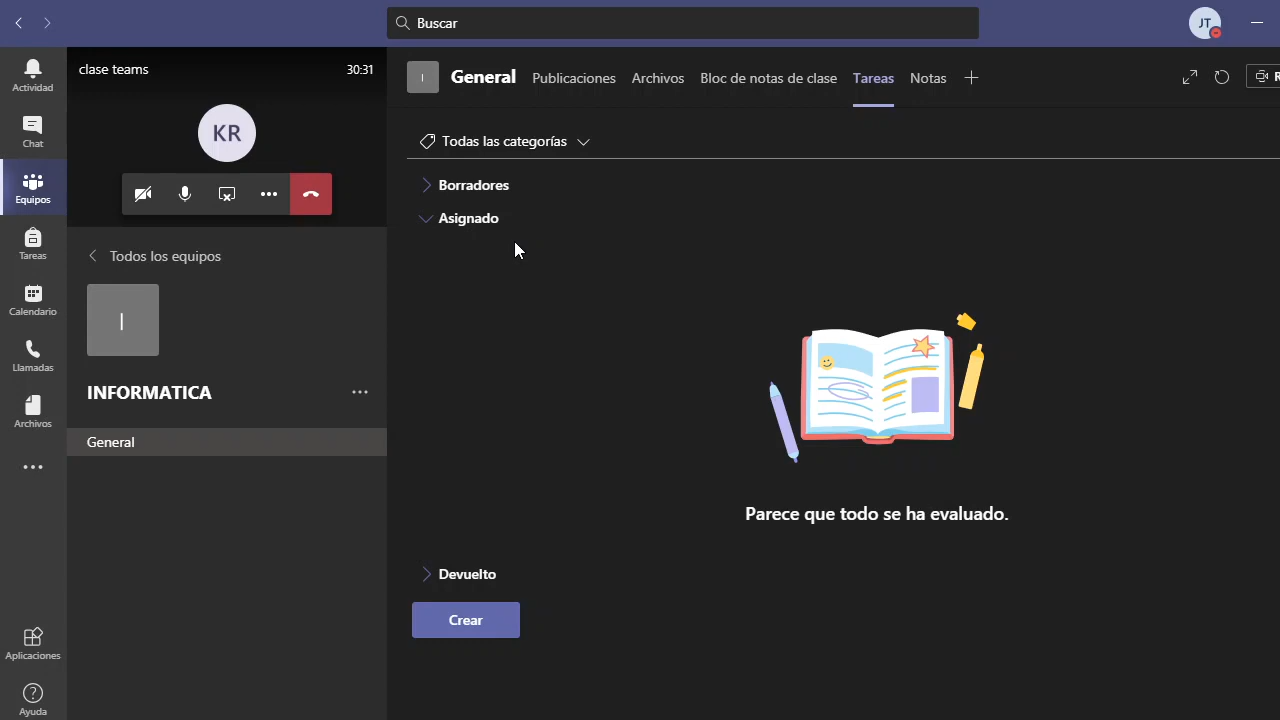 Buscar
JT
Actividad
Chat
Equipos
Tareas
Calendario
Llamadas
Archivos
Aplicaciones
Ayuda
clase teams
30:31
KR
Todos los equipos
I
INFORMATICA
General
I
General
Publicaciones
Archivos
Bloc de notas de clase
Tareas
Notas
R
Todas las categorías
Borradores
Asignado
Parece que todo se ha evaluado.
Devuelto
Crear